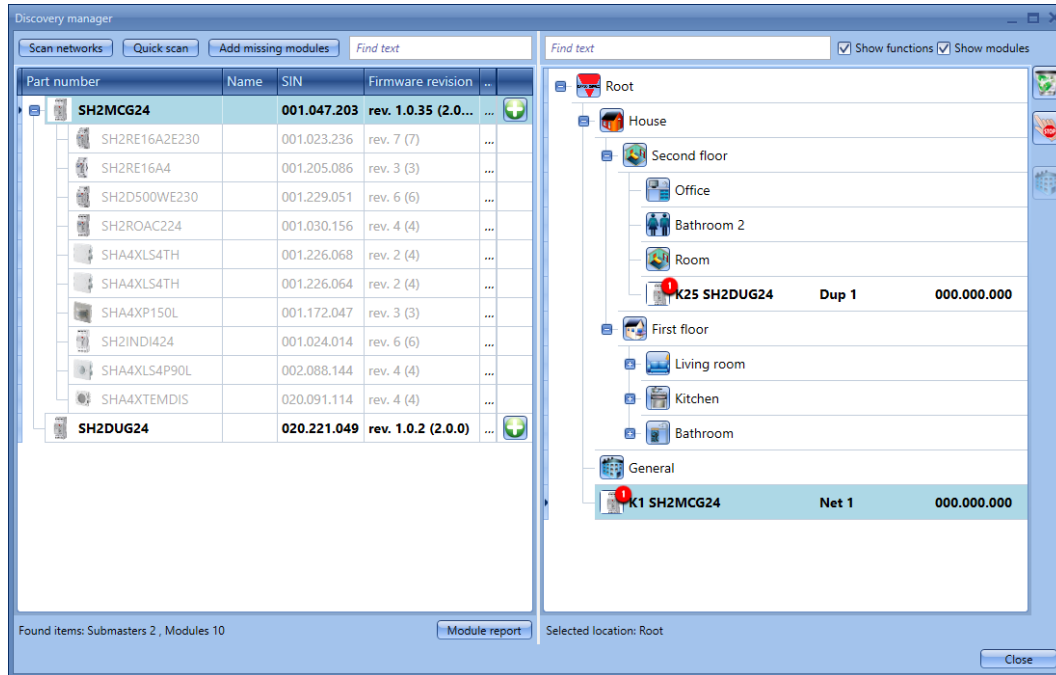 Discovery manager
Scan networks Quick scan Add missing modules Find text
Part number Name SIN Firmware revision ..
SH2MCG24 001.047.203 rev. 1.0.35 (2.0... ...
SH2RE16A2E230 001.023.236 rev. 7 (7) ...
SH2RE16A4 001.205.086 rev. 3 (3) ...
SH2D500WE230 001.229.051 rev. 6 (6) ...
SH2ROAC224 001.030.156 rev. 4 (4) ...
SHA4XLS4TH 001.226.068 rev. 2 (4) ...
SHA4XLS4TH 001.226.064 rev. 2 (4) ...
SHA4XP150L 001.172.047 rev. 3 (3) ...
SH2INDI424 001.024.014 rev. 6 (6) ...
SHA4XLS4P90L 002.088.144 rev. 4 (4) ...
SHA4XTEMDIS 020.091.114 rev. 4 (4) ...
SH2DUG24 020.221.049 rev. 1.0.2 (2.0.0) ...
Found items: Submasters 2 , Modules 10 Module report
Find text Show functions Show modules
Root
House
Second floor
Office
Bathroom 2
Room
1 K25 SH2DUG24 Dup 1 000.000.000
First floor
Living room
Kitchen
Bathroom
General
1 K1 SH2MCG24 Net 1 000.000.000
Selected location: Root
STOP
Close